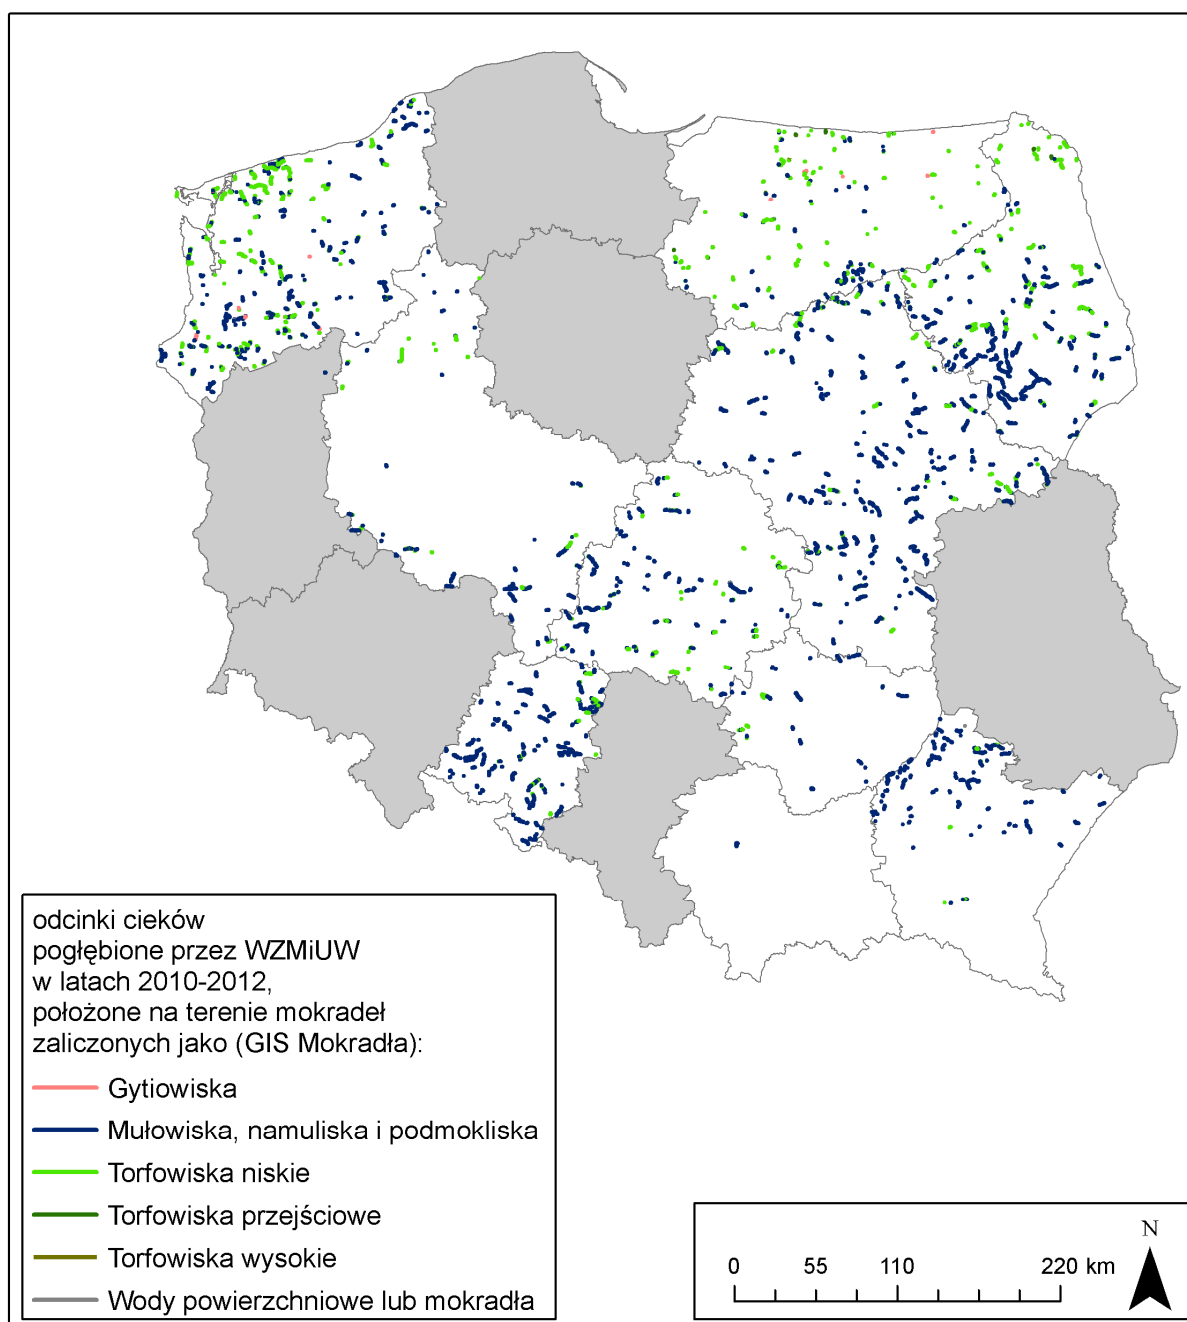 odcinki cieków
pogłębione przez WZMiUW
w latach 2010-2012,
położone na terenie mokradeł
zaliczonych jako (GIS Mokradła):
Gytiowiska
Mułowiska, namuliska i podmokliska
Torfowiska niskie
Torfowiska przejściowe
Torfowiska wysokie
Wody powierzchniowe lub mokradła
N
0 55 110 220 km